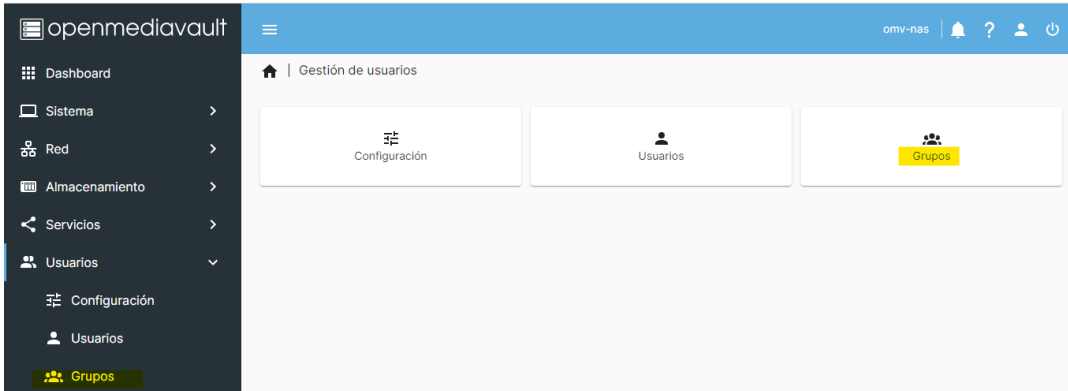 openmediavault
omv-nas
Dashboard
Sistema
Red
Almacenamiento
Servicios
Usuarios
Configuración
Usuarios
Grupos
Gestión de usuarios
Configuración
Usuarios
Grupos